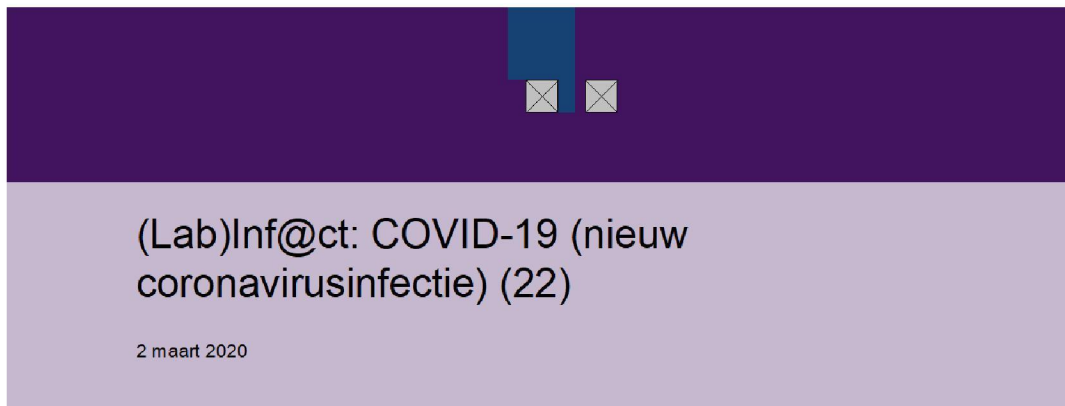 (Lab)Inf@ct: COVID-19 (nieuw
coronavirusinfectie) (22)
2 maart 2020